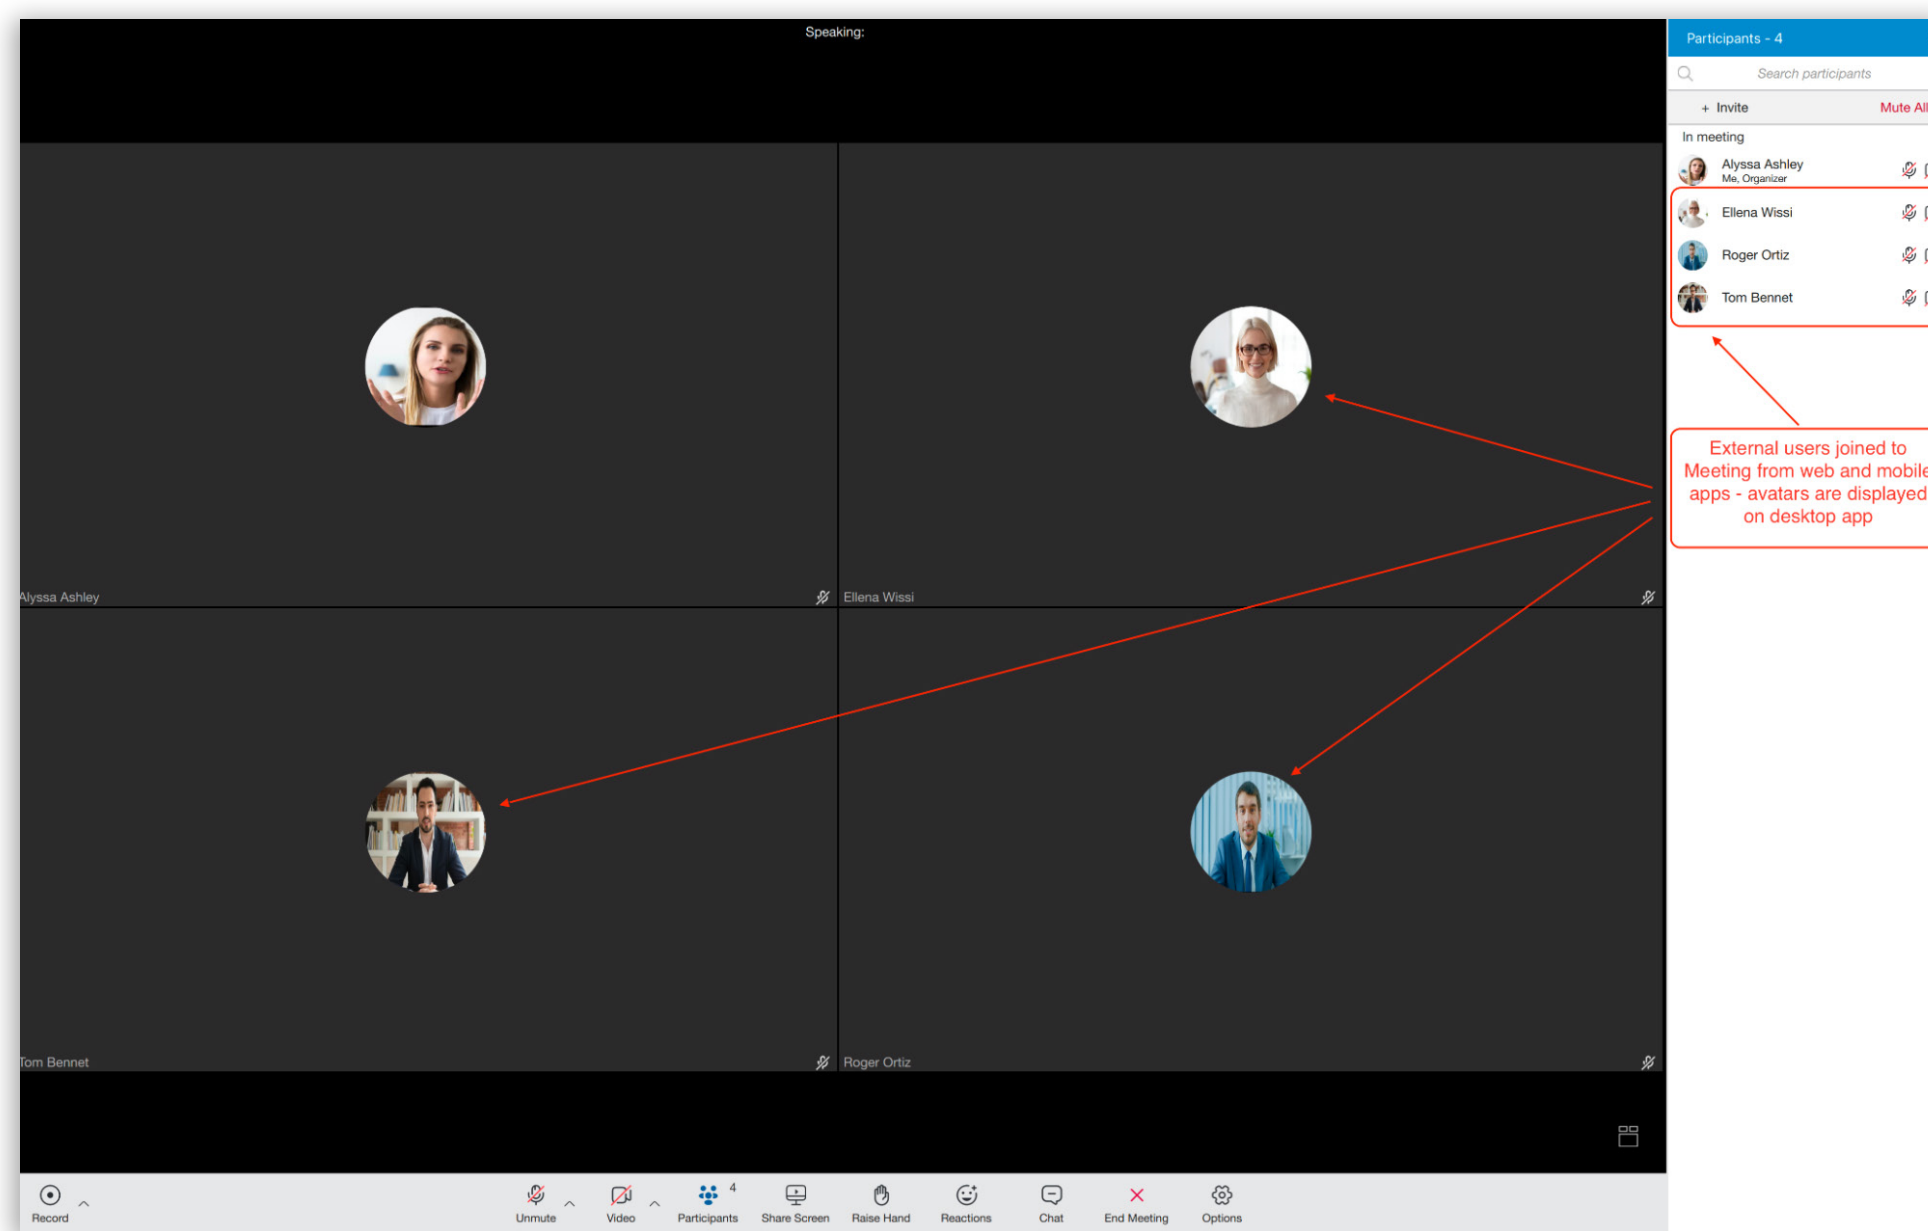 Speaking:
Participants - 4
Search participants
+ Invite
Mute All
In meeting
Alyssa Ashley
Me, Organizer
Ellena Wissi
Roger Ortiz
Tom Bennet
External users joined to
Meeting from web and mobile
apps - avatars are displayed
on desktop app
Alyssa Ashley
Ellena Wissi
Tom Bennet
Roger Ortiz
Record
Unmute
Video
4
Participants
Share Screen
Raise Hand
Reactions
Chat
End Meeting
Options